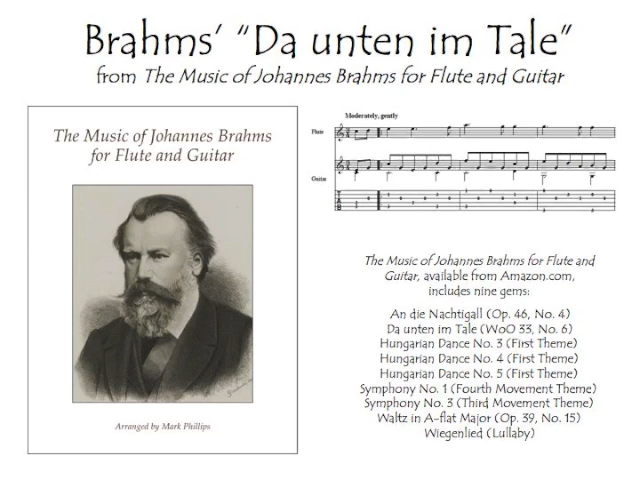 Brahms’ “Da unten im Tale”
from The Music of Johannes Brahms for Flute and Guitar
The Music of Johannes Brahms
for Flute and Guitar
Arranged by Mark Phillips
Moderately, gently
Flute
Guitar
The Music of Johannes Brahms for Flute and
Guitar, available from Amazon.com,
includes nine gems:
An die Nachtigall (Op. 46, No. 4)
Da unten im Tale (WoO 33, No. 6)
Hungarian Dance No. 3 (First Theme)
Hungarian Dance No. 4 (First Theme)
Hungarian Dance No. 5 (First Theme)
Symphony No. 1 (Fourth Movement Theme)
Symphony No. 3 (Third Movement Theme)
Waltz in A-flat Major (Op. 39, No. 15)
Wiegenlied (Lullaby)